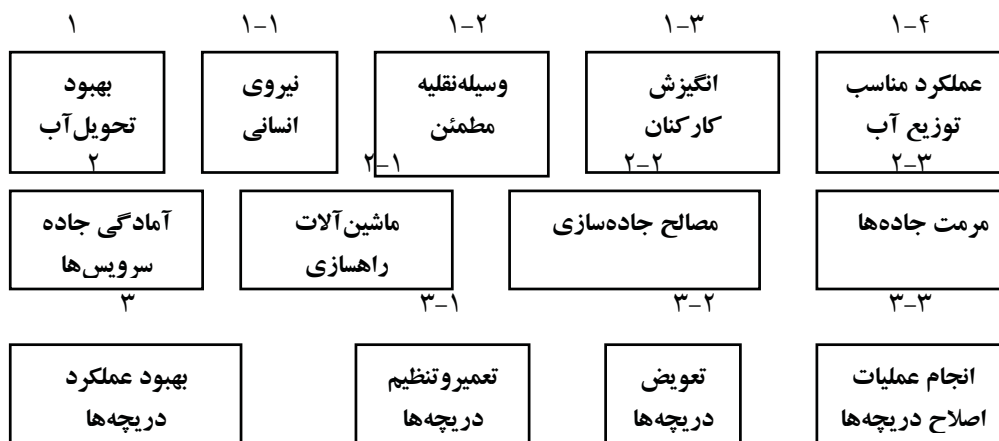 ۱
بهبود
تحویل‌آب
۱-۱
نیروی
انسانی
۱-۲
وسیله‌نقلیه
مطمئن
۱-۳
انگیزش
کارکنان
۱-۴
عملکرد مناسب
توزیع آب
۲
آمادگی جاده
سرویس‌ها
۲-۱
ماشین‌آلات
راهسازی
۲-۲
مصالح جاده‌سازی
۲-۳
مرمت جاده‌ها
۳
بهبود عملکرد
دریچه‌ها
۳-۱
تعمیروتنظیم
دریچه‌ها
۳-۲
تعویض
دریچه‌ها
۳-۳
انجام عملیات
اصلاح دریچه‌ها